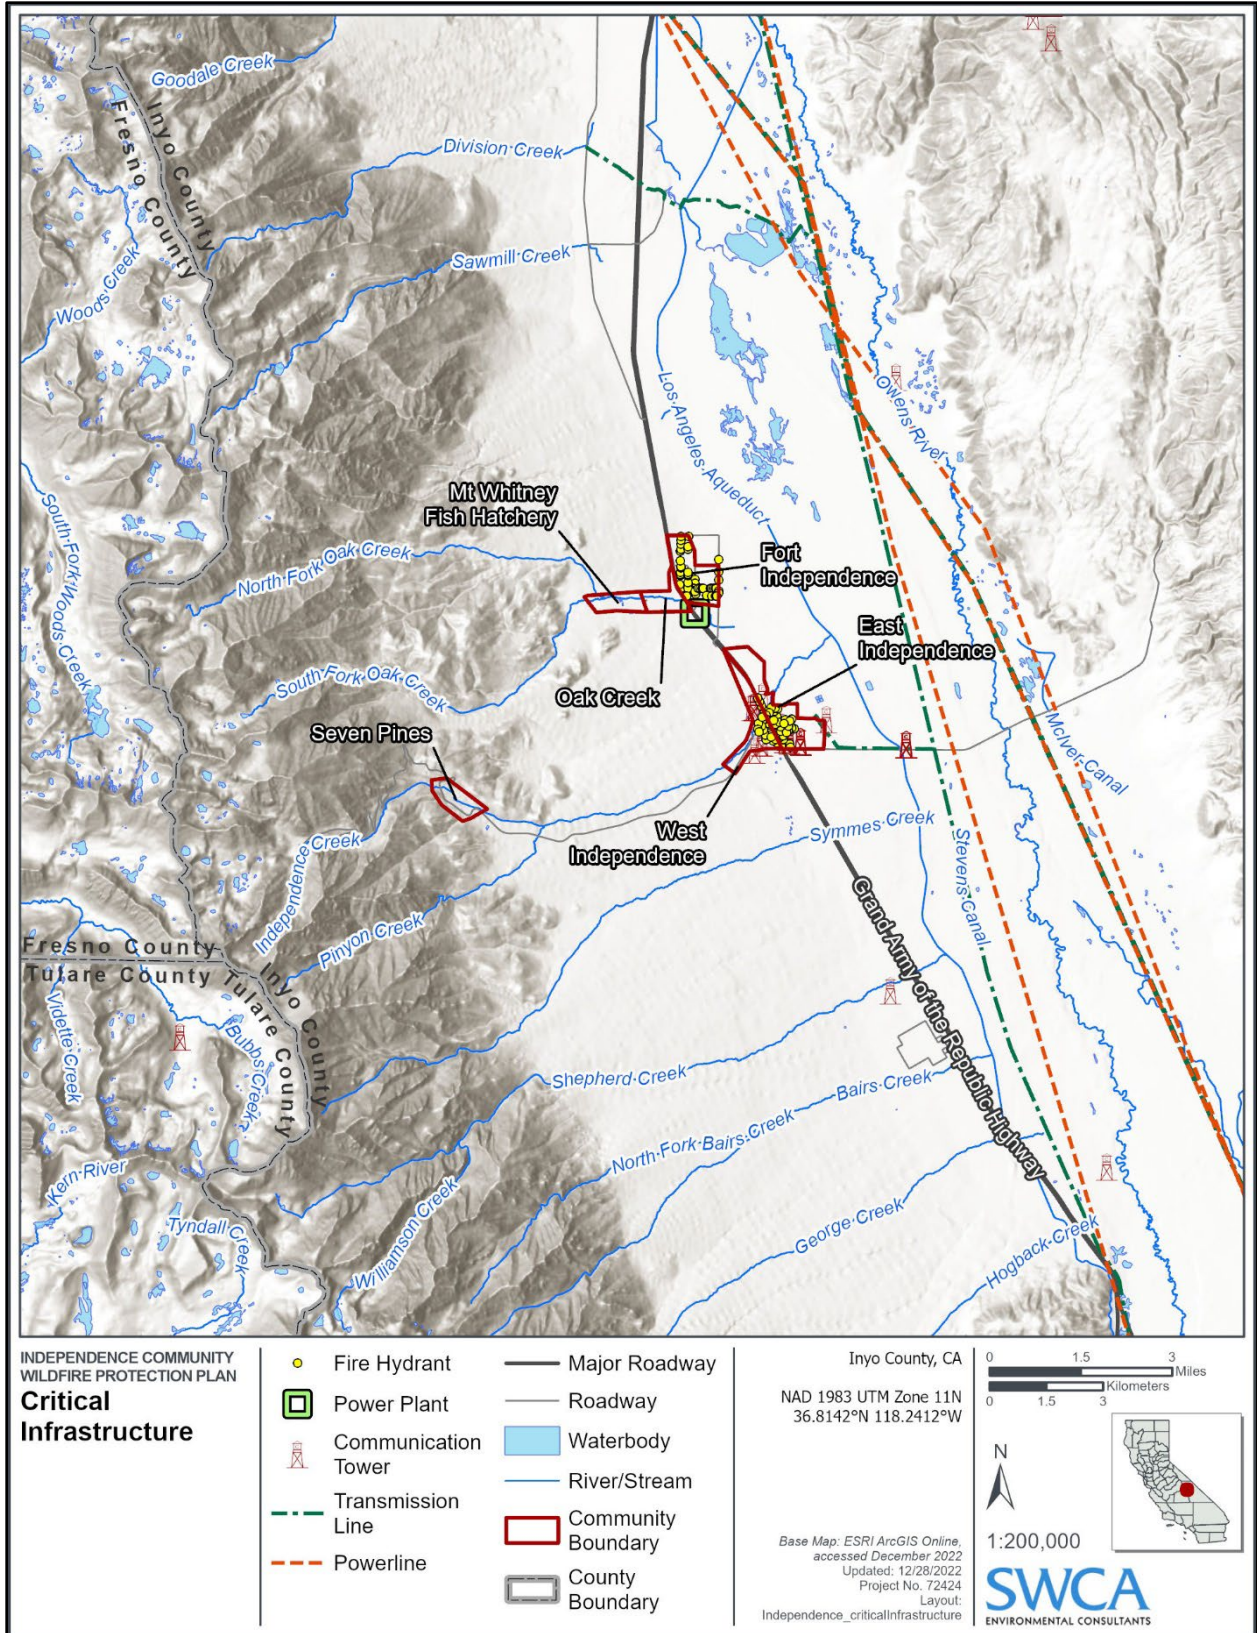 Goodale Creek
Inyo County
Fresno County
Division Creek
Sawmill Creek
Woods Creek
Los Angeles Aqueduct
Owens River
South Fork Woods Creek
Mt Whitney
Fish Hatchery
North Fork Oak Creek
Fort
Independence
East
Independence
South Fork Oak Creek
Oak Creek
Seven Pines
McIver Canal
West
Independence
Symmes Creek
Independence Creek
Pinyon Creek
Stevens Canal
Grand Army of the Republic Highway
Fresno County
Tulare County
Inyo County
Tulare County
Vidette Creek
Bubbs Creek
Shepherd Creek
Bairs Creek
North Fork Bairs Creek
Kern River
Tyndall Creek
Williamson Creek
George Creek
Hogback Creek
INDEPENDENCE COMMUNITY
WILDFIRE PROTECTION PLAN
Critical
Infrastructure
Fire Hydrant
Power Plant
Communication
Tower
Transmission
Line
Powerline
Major Roadway
Roadway
Waterbody
River/Stream
Community
Boundary
County
Boundary
Inyo County, CA
NAD 1983 UTM Zone 11N
36.8142°N 118.2412°W
Base Map: ESRI ArcGIS Online,
accessed December 2022
Updated: 12/28/2022
Project No. 72424
Layout:
Independence_criticalInfrastructure
0 1.5 3
Miles
Kilometers
0 1.5 3
N
1:200,000
SWCA
ENVIRONMENTAL CONSULTANTS